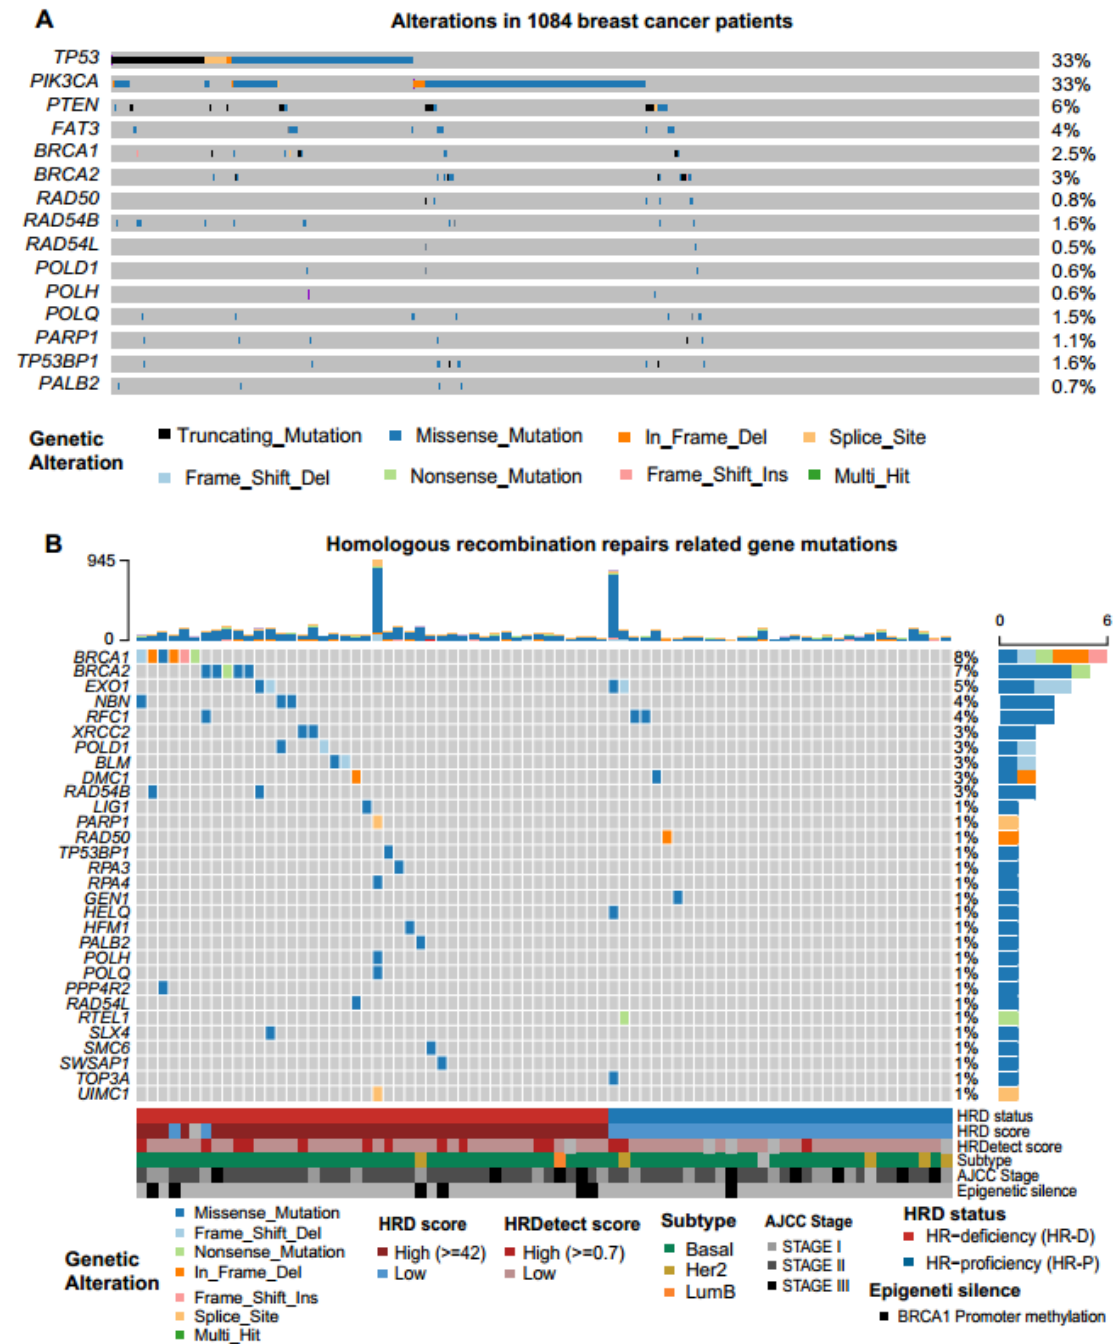 A
Alterations in 1084 breast cancer patients
TP53 33%
PIK3CA 33%
PTEN 6%
FAT3 4%
BRCA1 2.5%
BRCA2 3%
RAD50 0.8%
RAD54B 1.6%
RAD54L 0.5%
POLD1 0.6%
POLH 0.6%
POLQ 1.5%
PARP1 1.1%
TP53BP1 1.6%
PALB2 0.7%
Genetic Alteration
Truncating_Mutation Missense_Mutation In_Frame_Del Splice_Site
Frame_Shift_Del Nonsense_Mutation Frame_Shift_Ins Multi_Hit
B
Homologous recombination repairs related gene mutations
945
0
0 6
BRCA1 8%
BRCA2 7%
EXO1 5%
NBN 4%
RFC1 4%
XRCC2 3%
POLD1 3%
BLM 3%
DMC1 3%
RAD54B 3%
LIG1 1%
PARP1 1%
RAD50 1%
TP53BP1 1%
RPA3 1%
RPA4 1%
GEN1 1%
HELQ 1%
HFM1 1%
PALB2 1%
POLH 1%
POLQ 1%
PPP4R2 1%
RAD54L 1%
RTEL1 1%
SLX4 1%
SMC6 1%
SWSAP1 1%
TOP3A 1%
UIMC1 1%
HRD status
HRD score
HRDetect score
Subtype
AJCC Stage
Epigenetic silence
Genetic Alteration
Missense_Mutation
Frame_Shift_Del
Nonsense_Mutation
In_Frame_Del
Frame_Shift_Ins
Splice_Site
Multi_Hit
HRD score
High (>=42)
Low
HRDetect score
High (>=0.7)
Low
Subtype
Basal
Her2
LumB
AJCC Stage
STAGE I
STAGE II
STAGE III
HRD status
HR−deficiency (HR-D)
HR−proficiency (HR-P)
Epigeneti silence
BRCA1 Promoter methylation